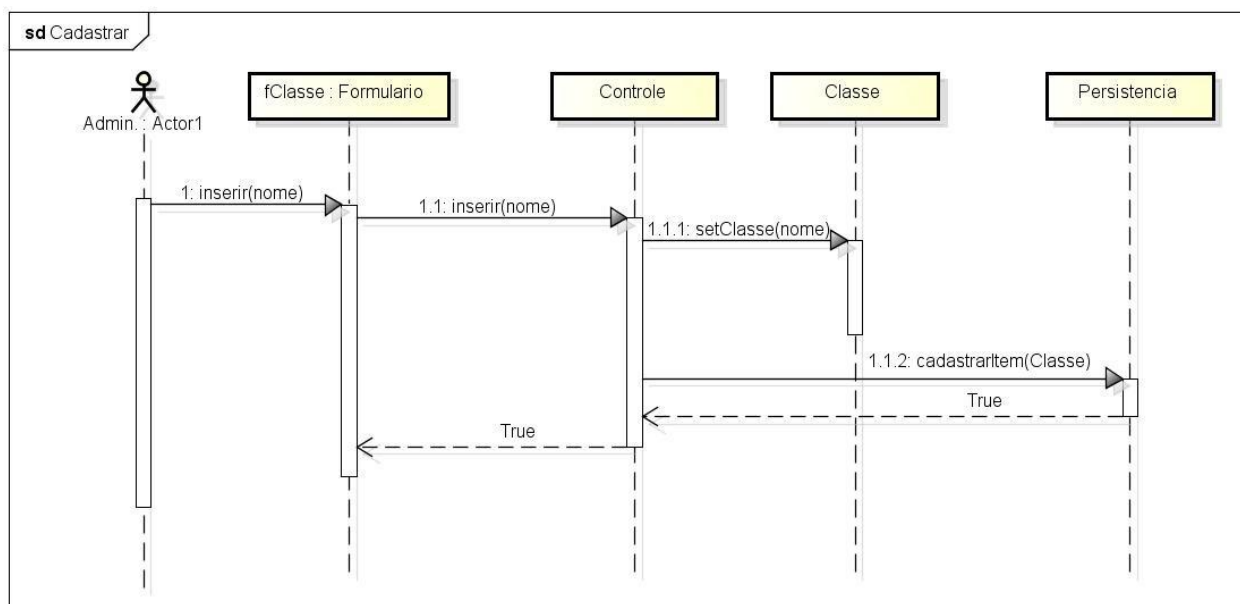 sd Cadastrar
Admin. : Actor1
fClasse : Formulario
Controle
Classe
Persistencia
1: inserir(nome)
1.1: inserir(nome)
1.1.1: setClasse(nome)
1.1.2: cadastrarItem(Classe)
True
True